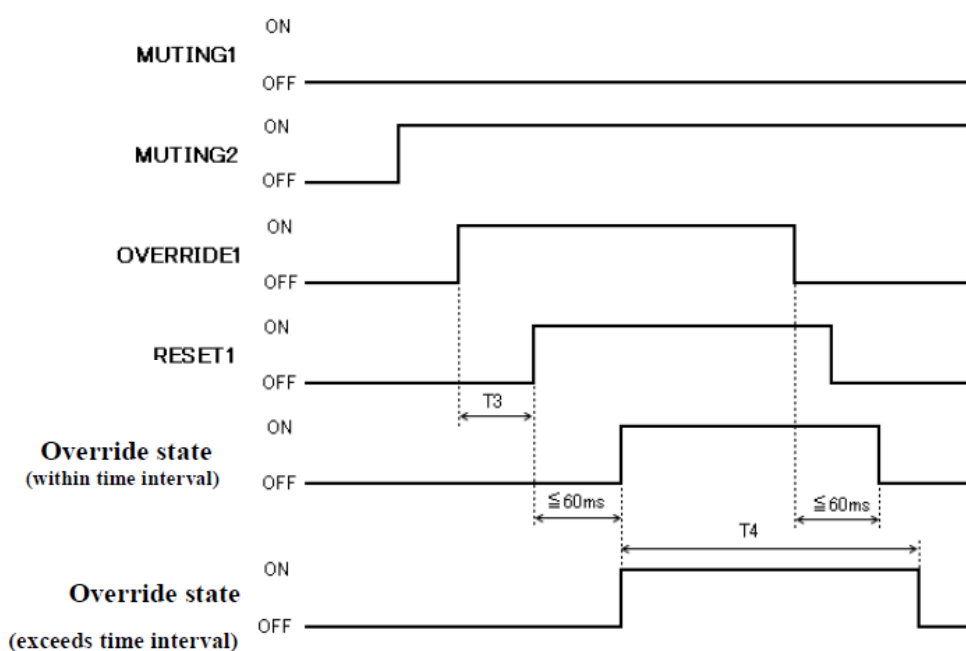 ON
MUTING1
OFF
ON
MUTING2
OFF
ON
OVERRIDE1
OFF
ON
RESET1
OFF
T3
ON
Override state
(within time interval)
OFF
≦60ms
≦60ms
T4
ON
Override state
OFF
(exceeds time interval)